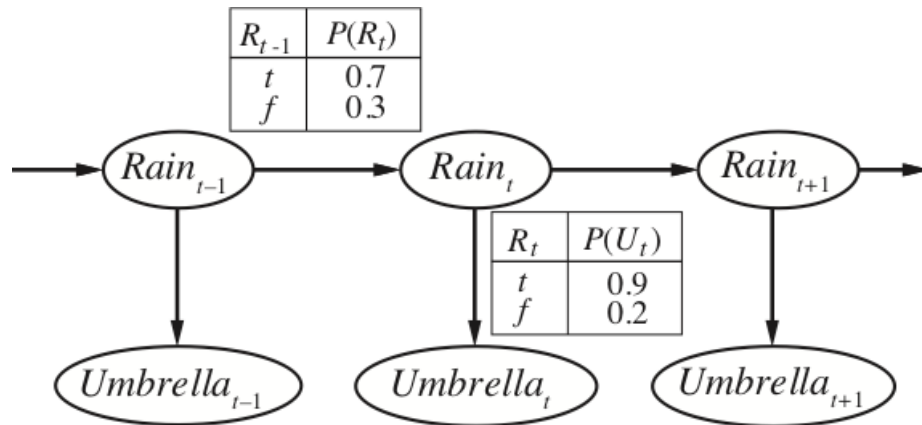 R_{t-1} P(R_t)
t 0.7
f 0.3
Rain_{t-1} Rain_t Rain_{t+1}
R_t P(U_t)
t 0.9
f 0.2
Umbrella_{t-1} Umbrella_t Umbrella_{t+1}